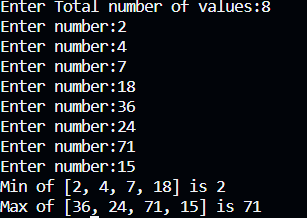 Enter Total number of values:8
Enter number:2
Enter number:4
Enter number:7
Enter number:18
Enter number:36
Enter number:24
Enter number:71
Enter number:15
Min of [2, 4, 7, 18] is 2
Max of [36, 24, 71, 15] is 71